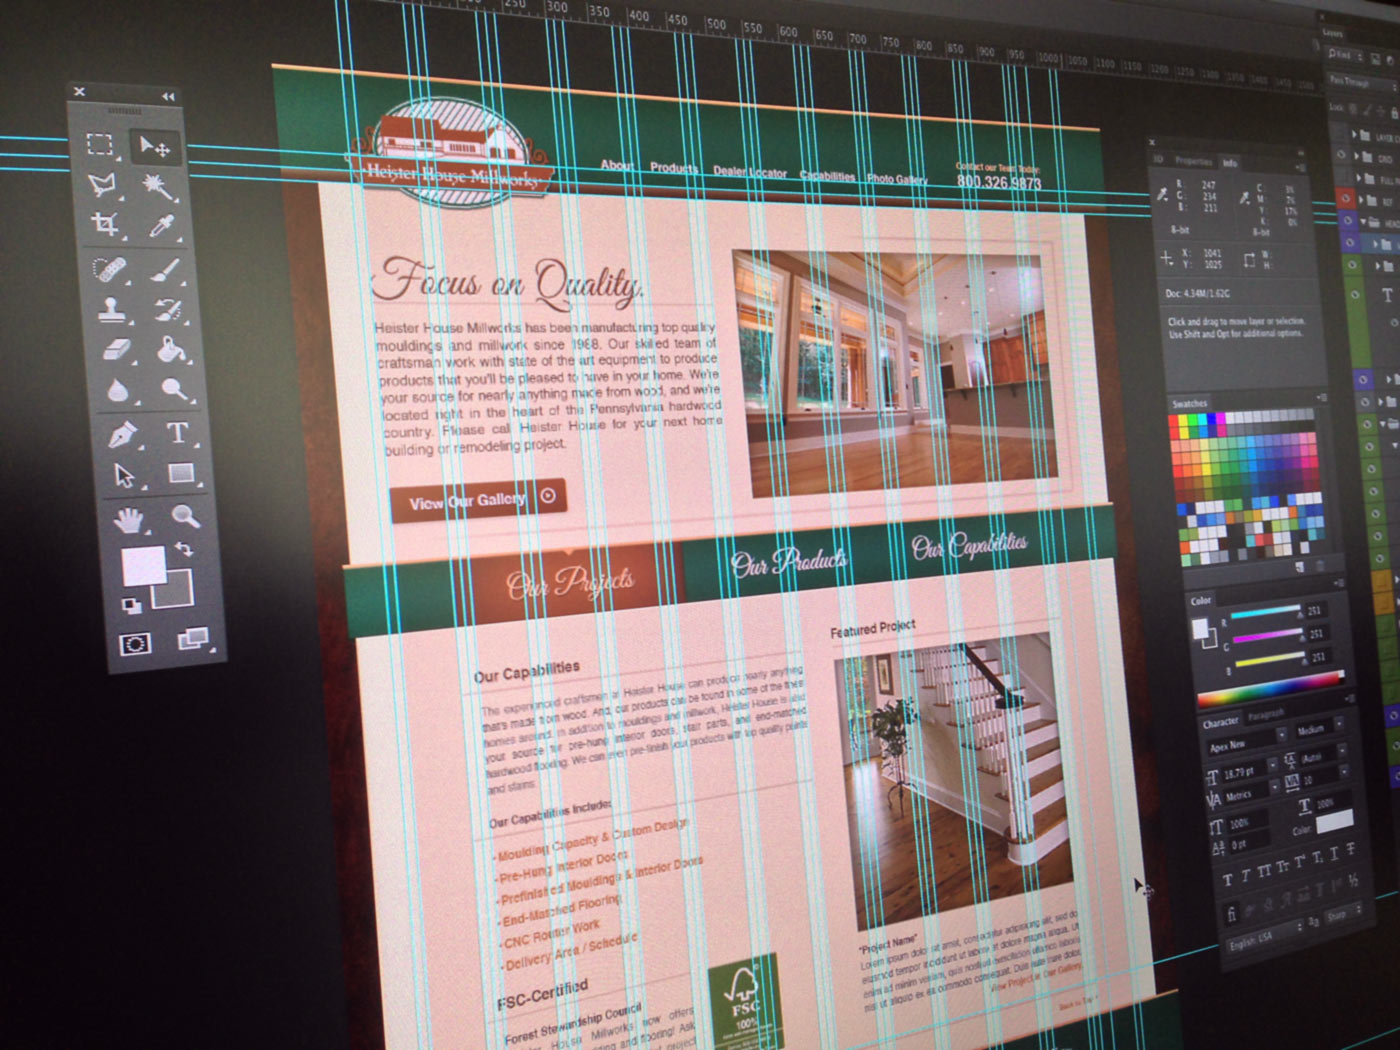 250 300 350 400 450 500 550 600 650 700 750 800 850 900 950 1000 1050 1100 1150 1200 1250 1300 1350 1400 1450 1500
Heister House Millworks
About Products Dealer Locator Capabilities Photo Gallery
Contact our Team Today:
800.326.9873
Focus on Quality.
Heister House Millworks has been manufacturing top quality
mouldings and millwork since 1968. Our skilled team of
craftsman work with state of the art equipment to produce
products that you'll be pleased to have in your home. We're
your source for nearly anything made from wood, and we're
located right in the heart of the Pennsylvania hardwood
country. Please call Heister House for your next home
building or remodeling project.
View Our Gallery
Our Projects
Our Products
Our Capabilities
Our Capabilities
The experienced craftsmen at Heister House can produce nearly anything
that's made from wood. And, our products can be found in some of the finest
homes around. In addition to mouldings and millwork, Heister House is also
your source for pre-hung interior doors, stair parts, and end-matched
hardwood flooring. We can even pre-finish your products with top quality paints
and stains.
Our Capabilities Include:
-Moulding Capacity & Custom Design
-Pre-Hung Interior Doors
-Prefinished Mouldings & Interior Doors
-End-Matched Flooring
-CNC Router Work
-Delivery Area / Schedule
FSC-Certified
Forest Stewardship Council
House Millworks now offers
and flooring! Ask
project
FSC
100%
Featured Project
"Project Name"
Lorem ipsum dolor sit amet, consectetur adipisicing elit, sed do
eiusmod tempor incididunt ut labore et dolore magna aliqua. Ut
enim ad minim veniam, quis nostrud exercitation ullamco laboris
nisi ut aliquip ex ea commodo consequat. Duis aute irure dolor.
View Project in Our Gallery
Back to Top
3D Properties Info
R: 247
G: 234
B: 211
8-bit
C: 3%
M: 7%
Y: 17%
K: 0%
8-bit
X: 1041
Y: 1025
W:
H:
Doc: 4.34M/1.62G
Click and drag to move layer or selection.
Use Shift and Opt for additional options.
Swatches
Color
R 251
G 251
B 251
Character Paragraph
Apex New Medium
18.79 pt (Auto)
Metrics 10
100% 100%
0 pt Color:
English: USA Sharp
Layers
Kind
Pass Through
Lock: